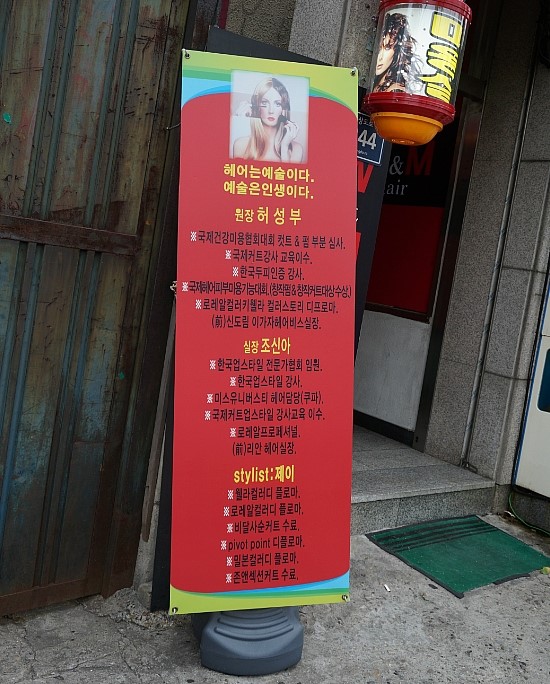 헤어는예술이다.
예술은인생이다.
원장 허성부
※국제건강미용협회대회 컷트 & 펌 부분 심사.
※국제커트강사 교육이수.
※한국두피인증 강사.
※국제헤어피부미용기능대회.(창작펌 & 창작커트대상수상.)
※로레알컬러키웰라 컬러스토리 디프로마.
(前)신도림 이가자헤어비스실장.
실장 조신아
※한국업스타일 전문가협회 임원.
※한국업스타일 강사.
※미스유니버스티 헤어담당(쿠파).
※국제커트업스타일 강사교육 이수.
※로레알프로페셔널.
(前)리안 헤어실장.
stylist:제이
※웰라컬러디 플로마.
※로레알컬러디 플로마.
※비달사순커트 수료.
※pivot point 디플로마.
※일본컬러디 플로마.
※존앤섹션커트 수료.
44
&M
air